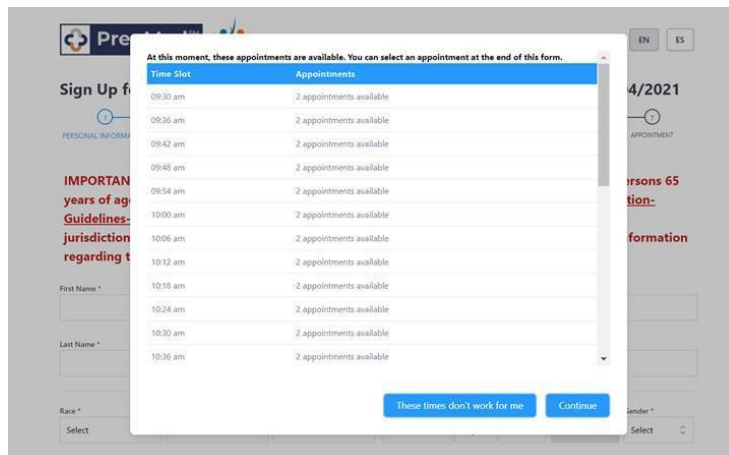 Pre
EN ES
At this moment, these appointments are available. You can select an appointment at the end of this form.
Time Slot Appointments
09:30 am 2 appointments available
09:36 am 2 appointments available
09:42 am 2 appointments available
09:48 am 2 appointments available
09:54 am 2 appointments available
10:00 am 2 appointments available
10:06 am 2 appointments available
10:12 am 2 appointments available
10:18 am 2 appointments available
10:24 am 2 appointments available
10:30 am 2 appointments available
10:36 am 2 appointments available
These times don't work for me Continue
Sign Up f 4/2021
1 7
PERSONAL INFORMA APPOINTMENT
IMPORTAN ersons 65
years of ag tion-
Guidelines-
jurisdiction formation
regarding t
First Name *
Last Name *
Race * Gender *
Select Select